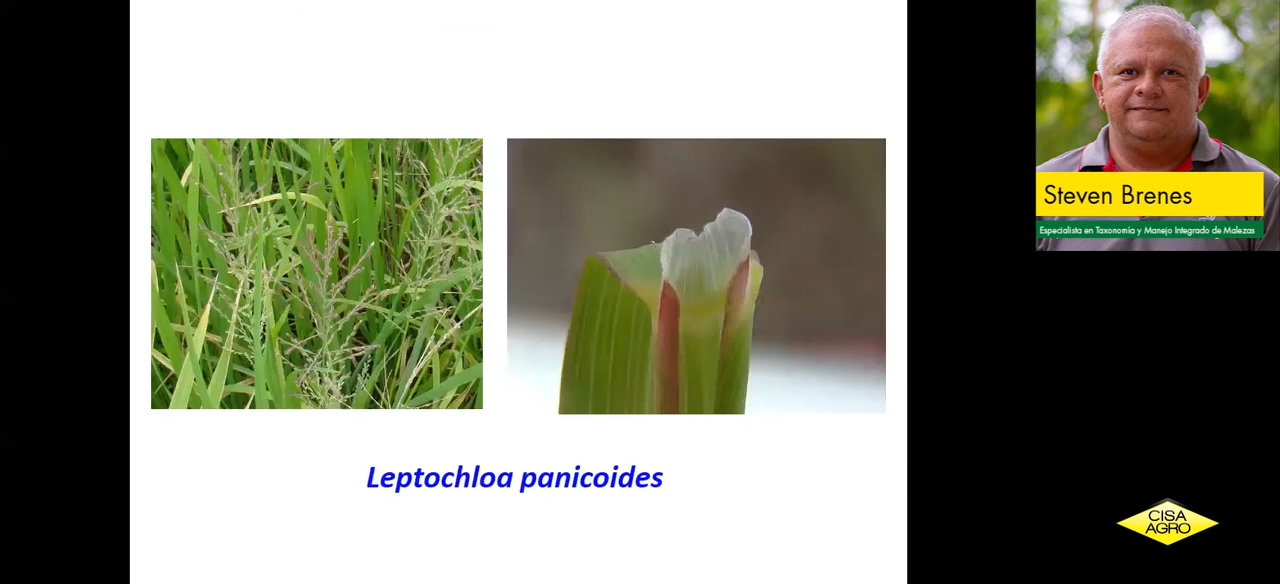 Leptochloa panicoides
Steven Brenes
Especialista en Taxonomía y Manejo Integrado de Malezas
CISA
AGRO